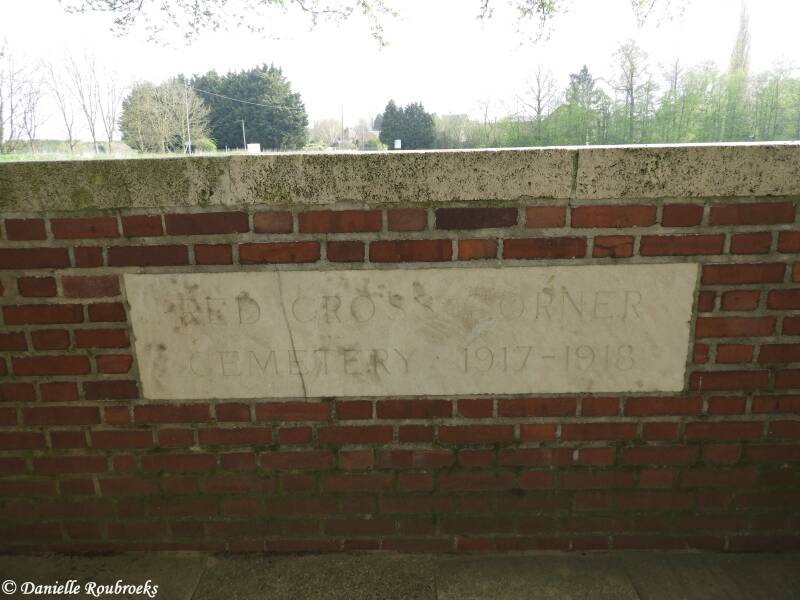 RED CROSS CORNER
CEMETERY · 1917-1918
© Danielle Roubroeks